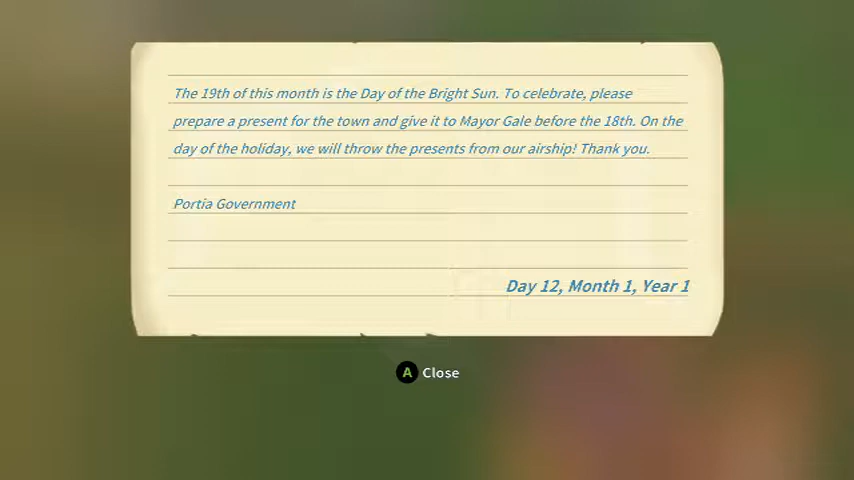 The 19th of this month is the Day of the Bright Sun. To celebrate, please
prepare a present for the town and give it to Mayor Gale before the 18th. On the
day of the holiday, we will throw the presents from our airship! Thank you.
Portia Government
Day 12, Month 1, Year 1
A Close